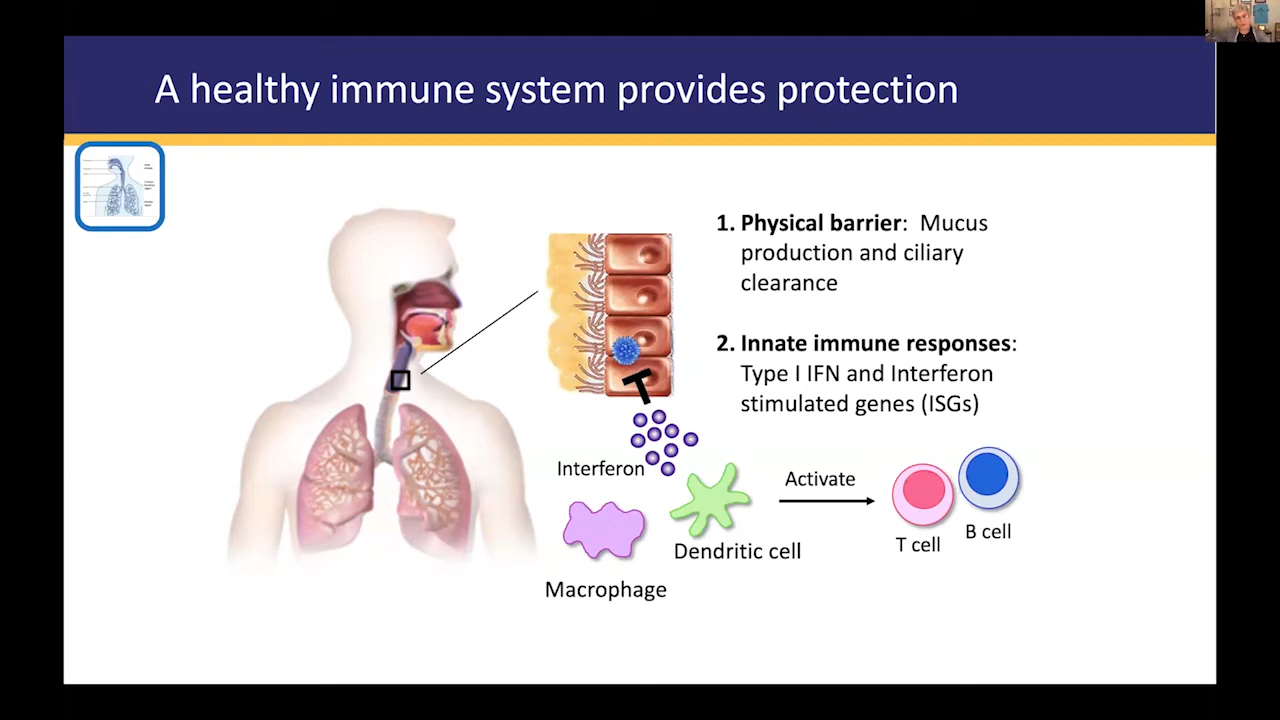 A healthy immune system provides protection
1. Physical barrier: Mucus
production and ciliary
clearance
2. Innate immune responses:
Type I IFN and Interferon
stimulated genes (ISGs)
Interferon
Activate
Dendritic cell
Macrophage
T cell
B cell